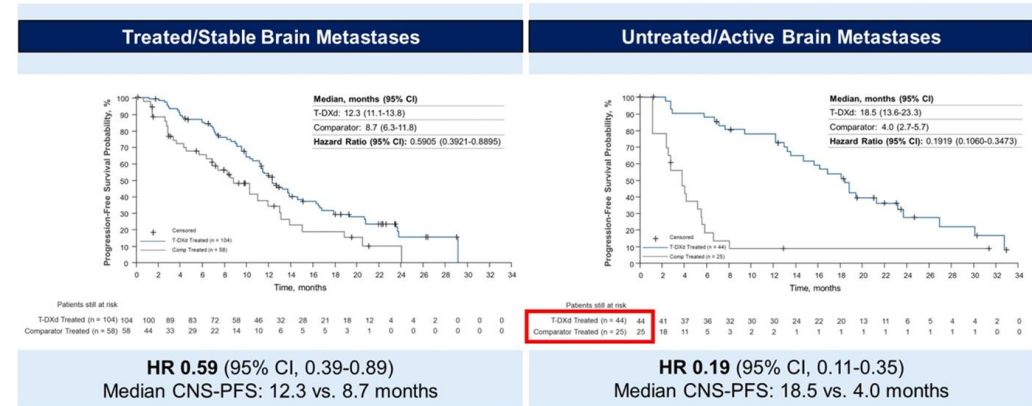 Treated/Stable Brain Metastases
Progression-Free Survival Probability, %
100
90
80
70
60
50
40
30
20
10
0
Median, months (95% CI)
T-DXd: 12.3 (11.1-13.8)
Comparator: 8.7 (6.3-11.8)
Hazard Ratio (95% CI): 0.5905 (0.3921-0.8895)
Censored
T-DXd Treated (n = 104)
Comp Treated (n = 58)
0 2 4 6 8 10 12 14 16 18 20 22 24 26 28 30 32 34
Time, months
Patients still at risk
T-DXd Treated (n = 104) 104 100 89 83 72 58 46 32 28 21 18 12 4 4 2 0 0 0
Comparator Treated (n = 58) 58 44 33 29 22 14 10 6 5 5 3 1 0 0 0 0 0 0
HR 0.59 (95% CI, 0.39-0.89)
Median CNS-PFS: 12.3 vs. 8.7 months
Untreated/Active Brain Metastases
Progression-Free Survival Probability, %
100
90
80
70
60
50
40
30
20
10
0
Median, months (95% CI)
T-DXd: 18.5 (13.6-23.3)
Comparator: 4.0 (2.7-5.7)
Hazard Ratio (95% CI): 0.1919 (0.1060-0.3473)
Censored
T-DXd Treated (n = 44)
Comp Treated (n = 25)
0 2 4 6 8 10 12 14 16 18 20 22 24 26 28 30 32 34
Time, months
Patients still at risk
T-DXd Treated (n = 44) 44 41 37 36 32 30 30 24 22 20 13 11 6 5 4 4 2 0
Comparator Treated (n = 25) 25 18 11 5 3 2 2 1 1 1 1 1 1 1 1 1 0 0
HR 0.19 (95% CI, 0.11-0.35)
Median CNS-PFS: 18.5 vs. 4.0 months